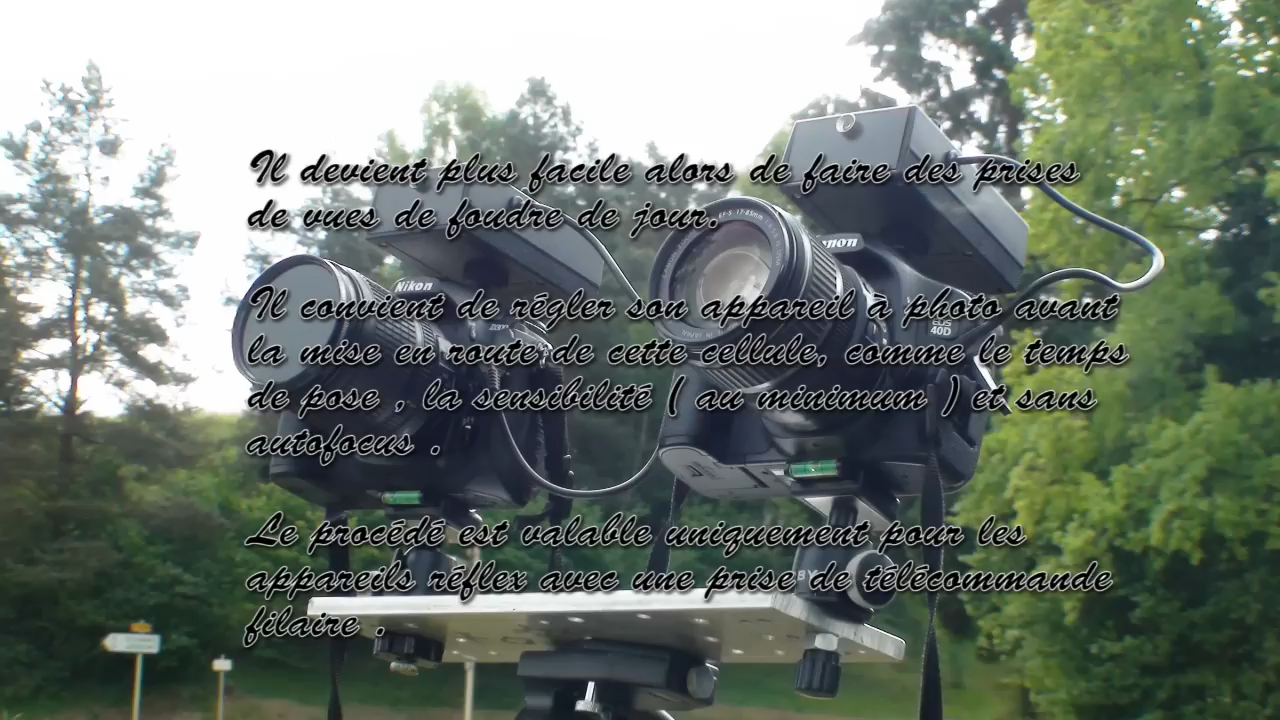 Il devient plus facile alors de faire des prises
de vues de foudre de jour.
Il convient de régler son appareil à photo avant
la mise en route de cette cellule, comme le temps
de pose , la sensibilité ( au minimum ) et sans
autofocus .
Le procédé est valable uniquement pour les
appareils réflex avec une prise de télécommande
filaire .
Nikon
EOS
40D